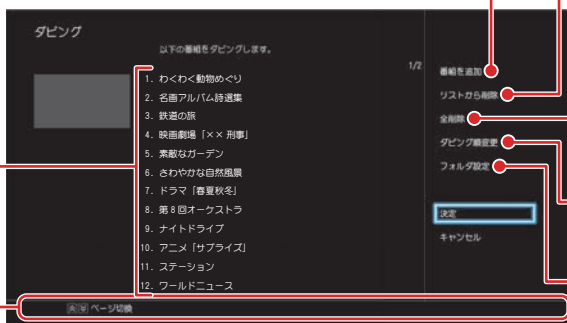 ダビング
以下の番組をダビングします。
1/2
1. わくわく動物めぐり
2. 名画アルバム詩選集
3. 鉄道の旅
4. 映画劇場「×× 刑事」
5. 素敵なガーデン
6. さわやかな自然風景
7. ドラマ「春夏秋冬」
8. 第8回オーケストラ
9. ナイトドライブ
10. アニメ「サプライズ」
11. ステーション
12. ワールドニュース
番組を追加
リストから削除
全削除
ダビング順変更
フォルダ設定
決定
キャンセル
ページ切換